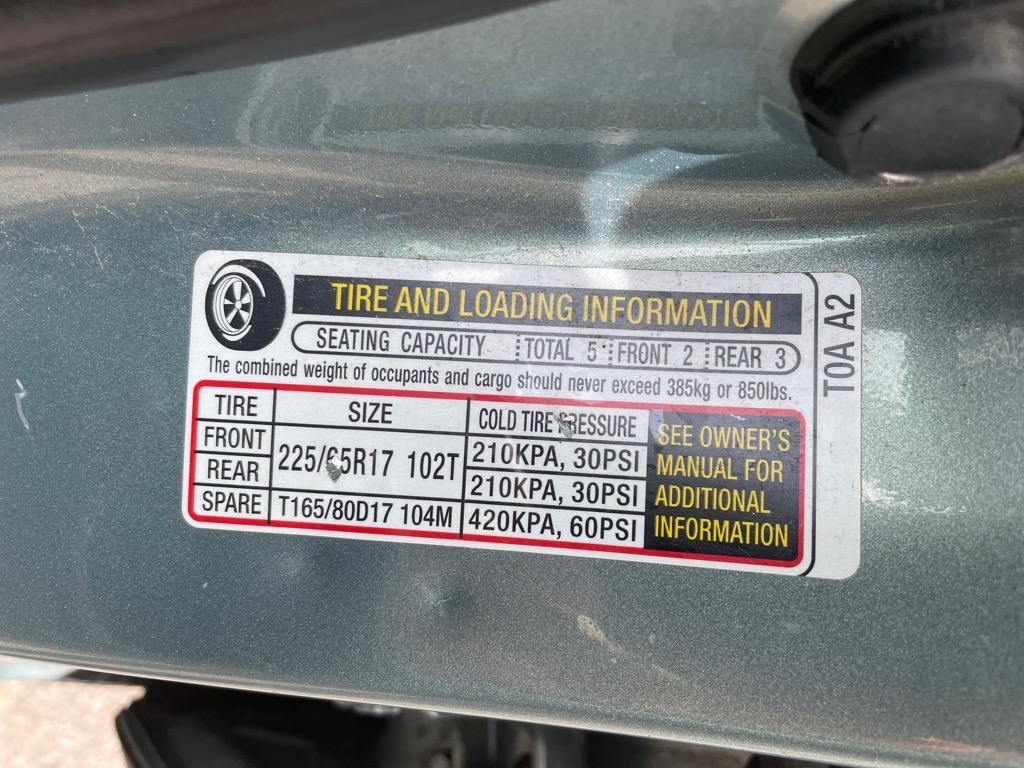 TIRE AND LOADING INFORMATION
SEATING CAPACITY TOTAL 5 FRONT 2 REAR 3
The combined weight of occupants and cargo should never exceed 385kg or 850lbs.
TIRE SIZE COLD TIRE PRESSURE
FRONT 225/65R17 102T 210KPA, 30PSI
REAR 210KPA, 30PSI
SPARE T165/80D17 104M 420KPA, 60PSI
SEE OWNER'S
MANUAL FOR
ADDITIONAL
INFORMATION
T0A A2